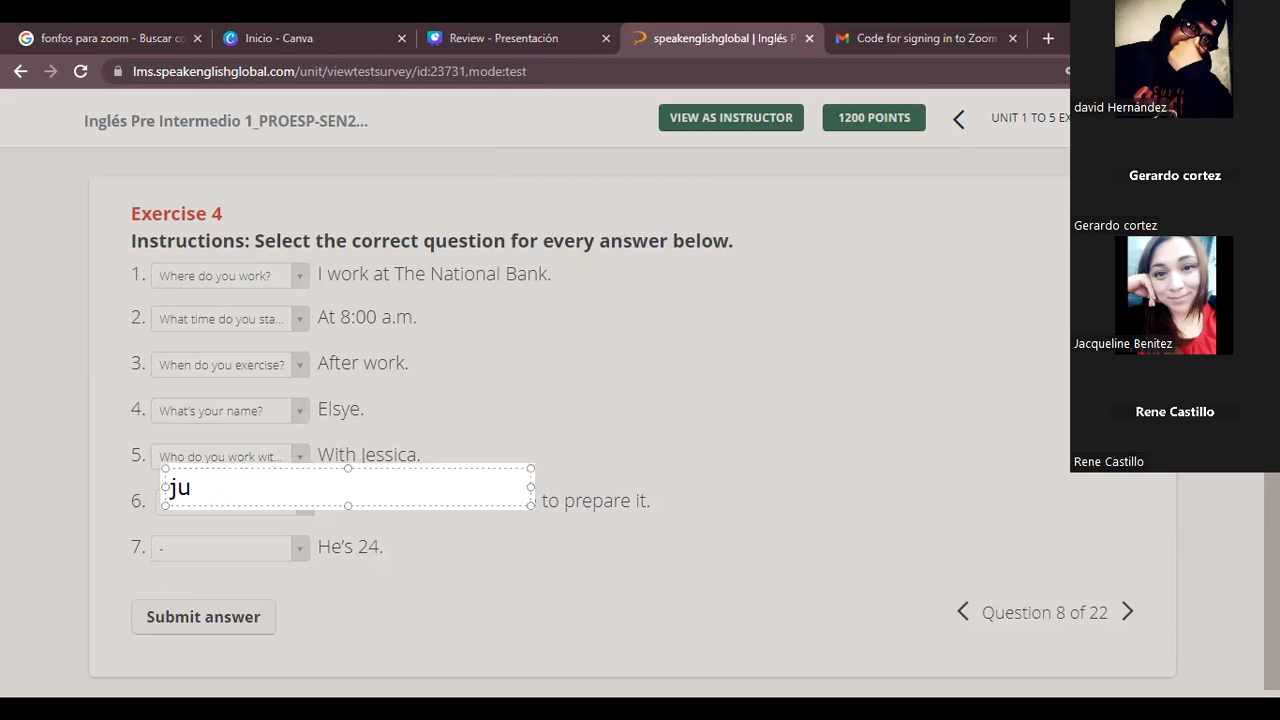 fonfos para zoom - Buscar co
Inicio - Canva
Review - Presentación
speakenglishglobal | Inglés P
Code for signing in to Zoom
lms.speakenglishglobal.com/unit/viewtestsurvey/id:23731,mode:test
Inglés Pre Intermedio 1_PROESP-SEN2...
VIEW AS INSTRUCTOR
1200 POINTS
UNIT 1 TO 5 EX
Exercise 4
Instructions: Select the correct question for every answer below.
1. Where do you work? I work at The National Bank.
2. What time do you sta... At 8:00 a.m.
3. When do you exercise? After work.
4. What's your name? Elsye.
5. Who do you work wit... With Jessica.
ju
6. to prepare it.
7. - He's 24.
Submit answer
Question 8 of 22
david Hernández
Gerardo cortez
Gerardo cortez
Jacqueline Benitez
Rene Castillo
Rene Castillo